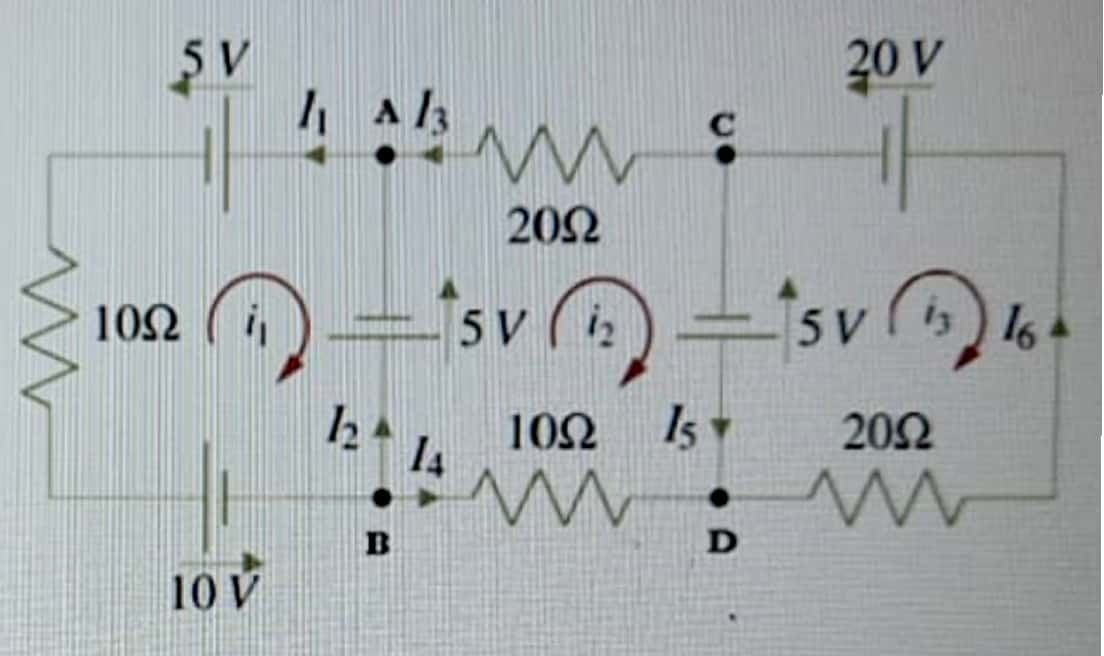 5 V
20 V
I₁ A I₃
C
20Ω
10Ω i₁
5 V i₂
5 V i₃ I₆
I₂ I₄ 10Ω I₅ 20Ω
B
D
10 V